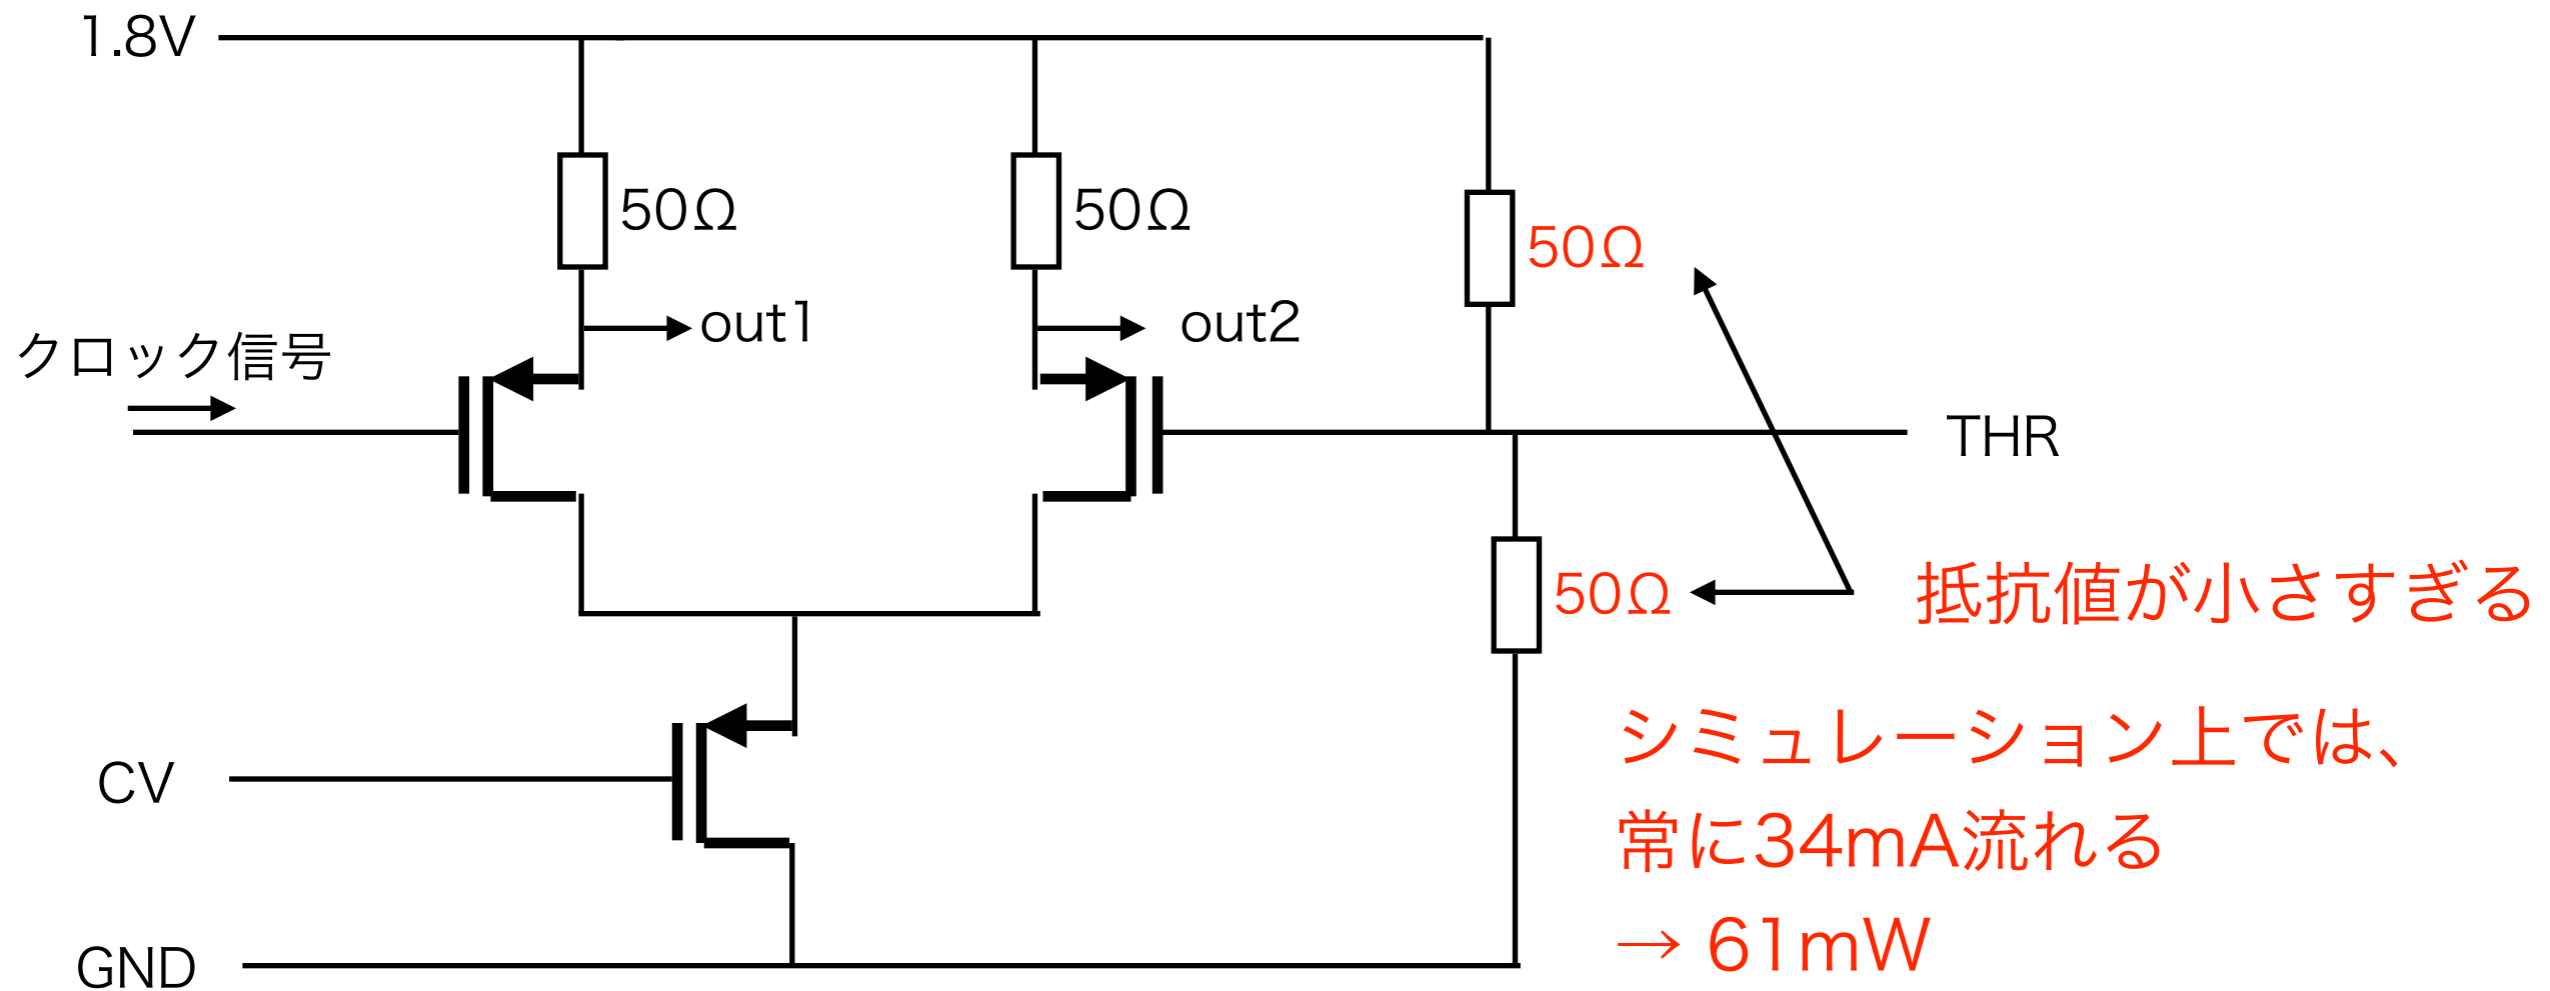 1.8V
50Ω
50Ω
50Ω
out1
out2
クロック信号
THR
50Ω
抵抗値が小さすぎる
シミュレーション上では、
常に34mA流れる
→ 61mW
CV
GND